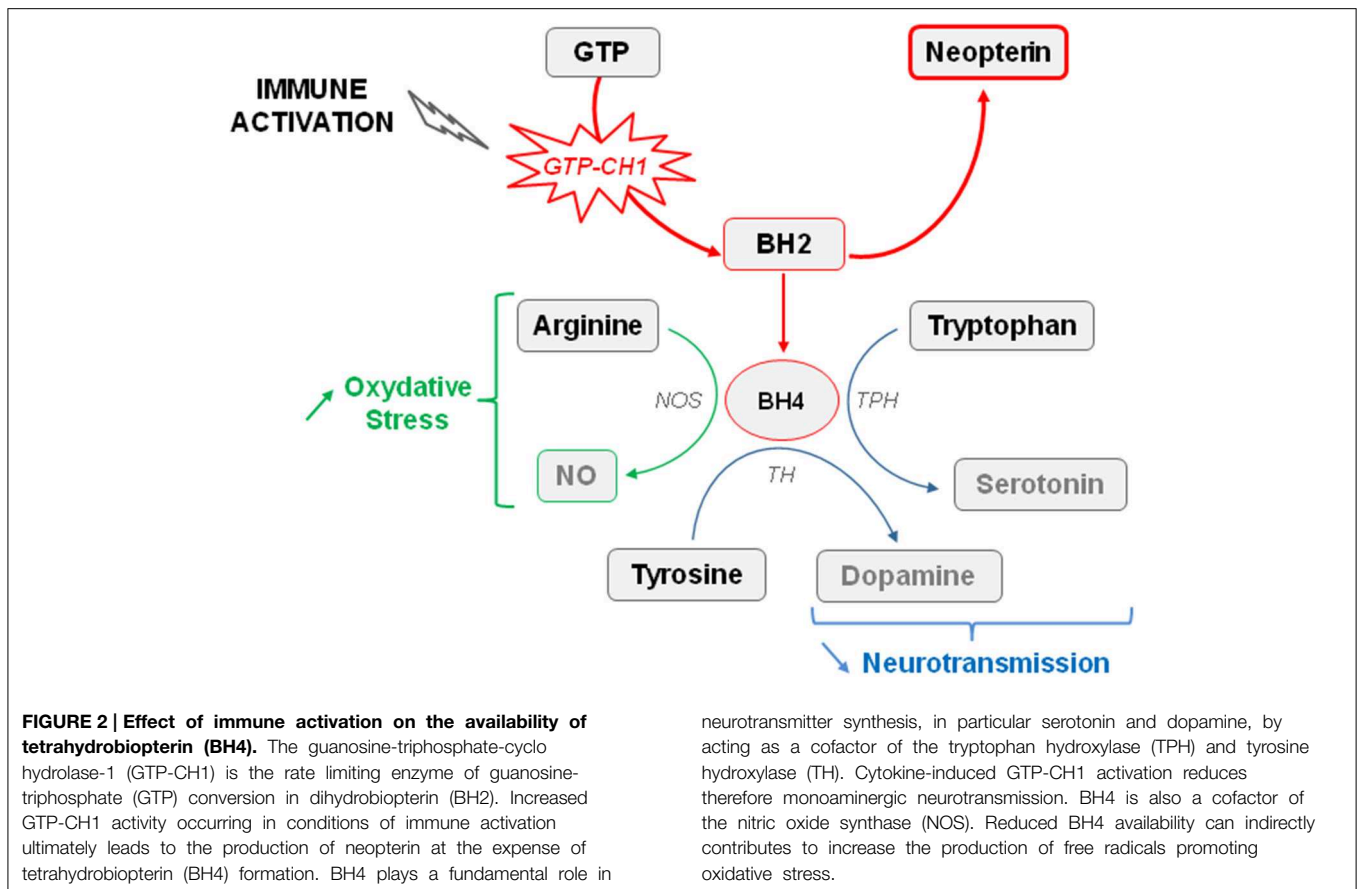 GTP
Neopterin
IMMUNE
ACTIVATION
GTP-CH1
BH2
Arginine
Tryptophan
Oxydative
Stress
NOS
BH4
TPH
NO
TH
Serotonin
Tyrosine
Dopamine
Neurotransmission
FIGURE 2 | Effect of immune activation on the availability of
tetrahydrobiopterin (BH4). The guanosine-triphosphate-cyclo
hydrolase-1 (GTP-CH1) is the rate limiting enzyme of guanosine-
triphosphate (GTP) conversion in dihydrobiopterin (BH2). Increased
GTP-CH1 activity occurring in conditions of immune activation
ultimately leads to the production of neopterin at the expense of
tetrahydrobiopterin (BH4) formation. BH4 plays a fundamental role in
neurotransmitter synthesis, in particular serotonin and dopamine, by
acting as a cofactor of the tryptophan hydroxylase (TPH) and tyrosine
hydroxylase (TH). Cytokine-induced GTP-CH1 activation reduces
therefore monoaminergic neurotransmission. BH4 is also a cofactor of
the nitric oxide synthase (NOS). Reduced BH4 availability can indirectly
contributes to increase the production of free radicals promoting
oxidative stress.